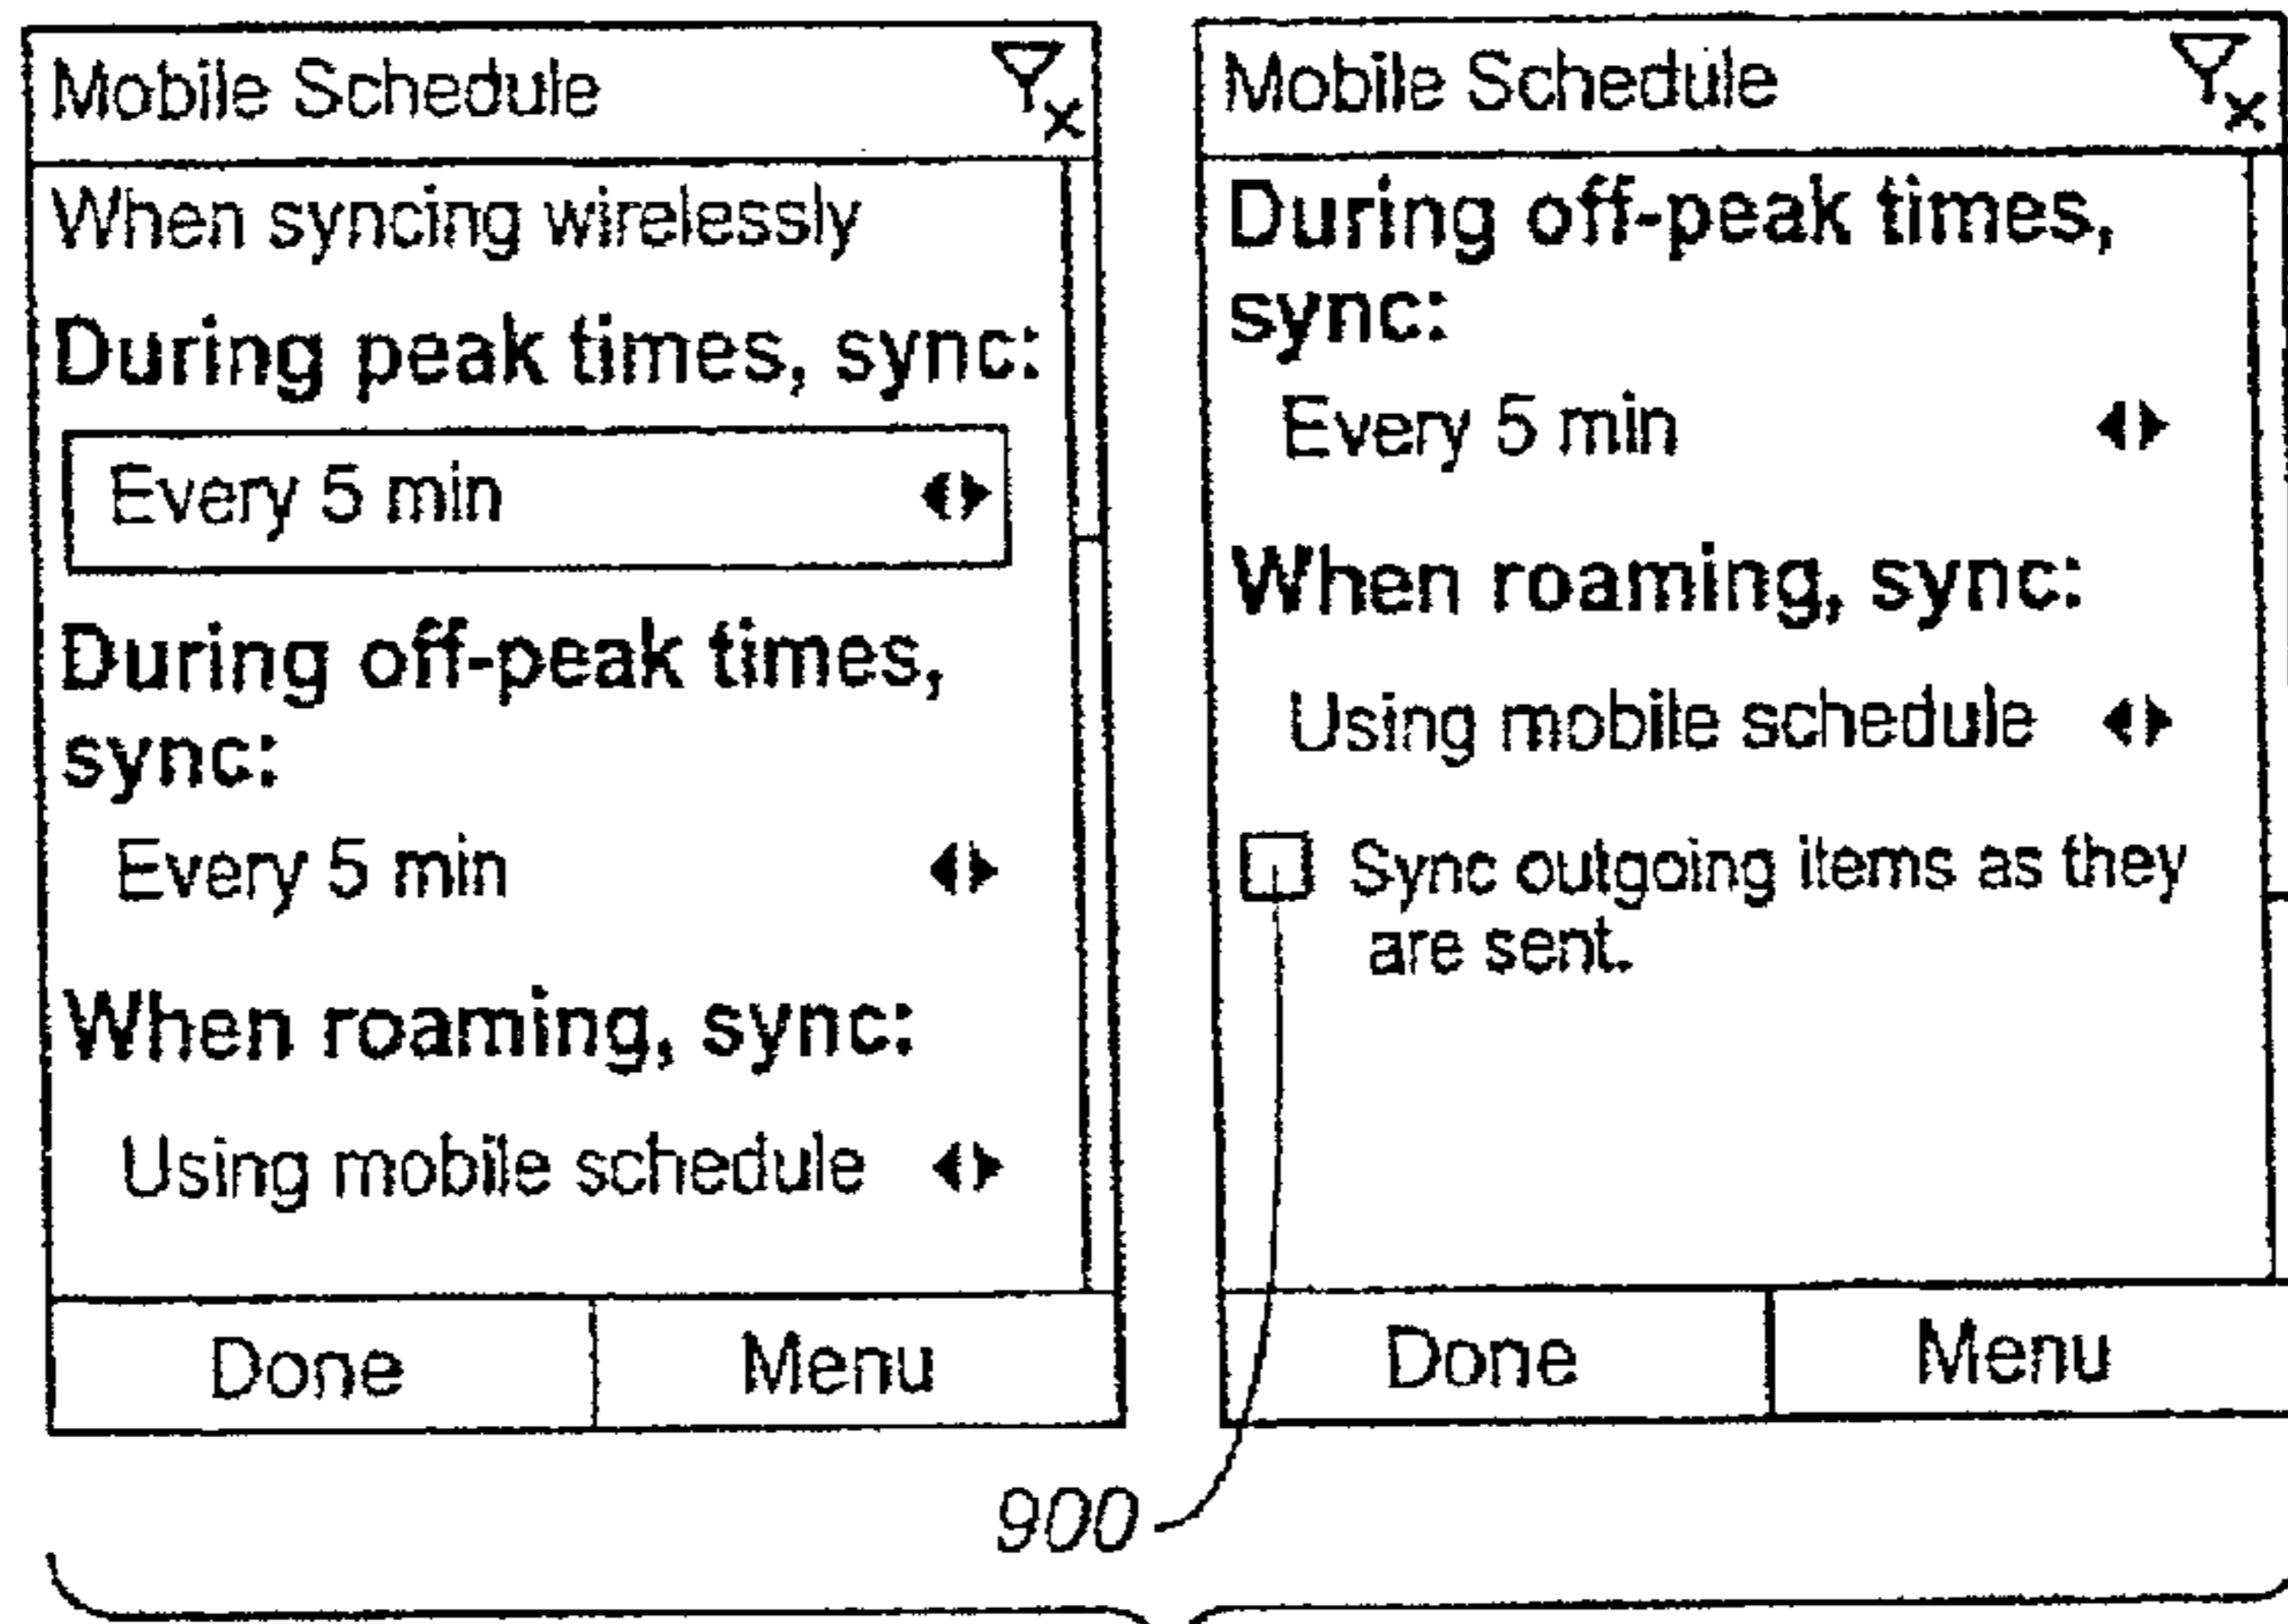 Mobile Schedule
When syncing wirelessly
During peak times, sync:
Every 5 min
During off-peak times,
sync:
Every 5 min
When roaming, sync:
Using mobile schedule
Done Menu
Mobile Schedule
During off-peak times,
sync:
Every 5 min
When roaming, sync:
Using mobile schedule
Sync outgoing items as they
are sent.
Done Menu
900